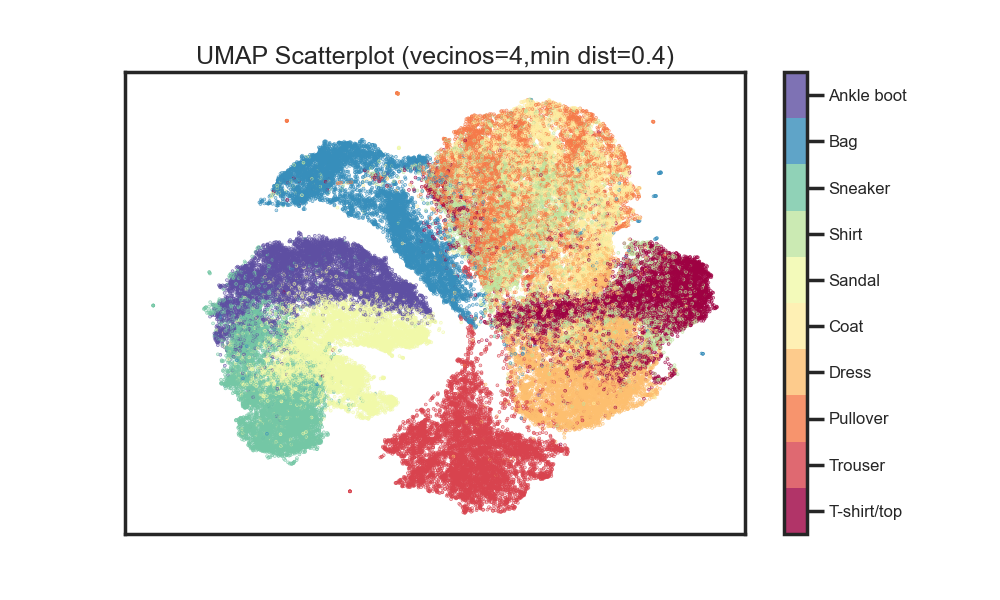 UMAP Scatterplot (vecinos=4,min dist=0.4)
Ankle boot
Bag
Sneaker
Shirt
Sandal
Coat
Dress
Pullover
Trouser
T-shirt/top